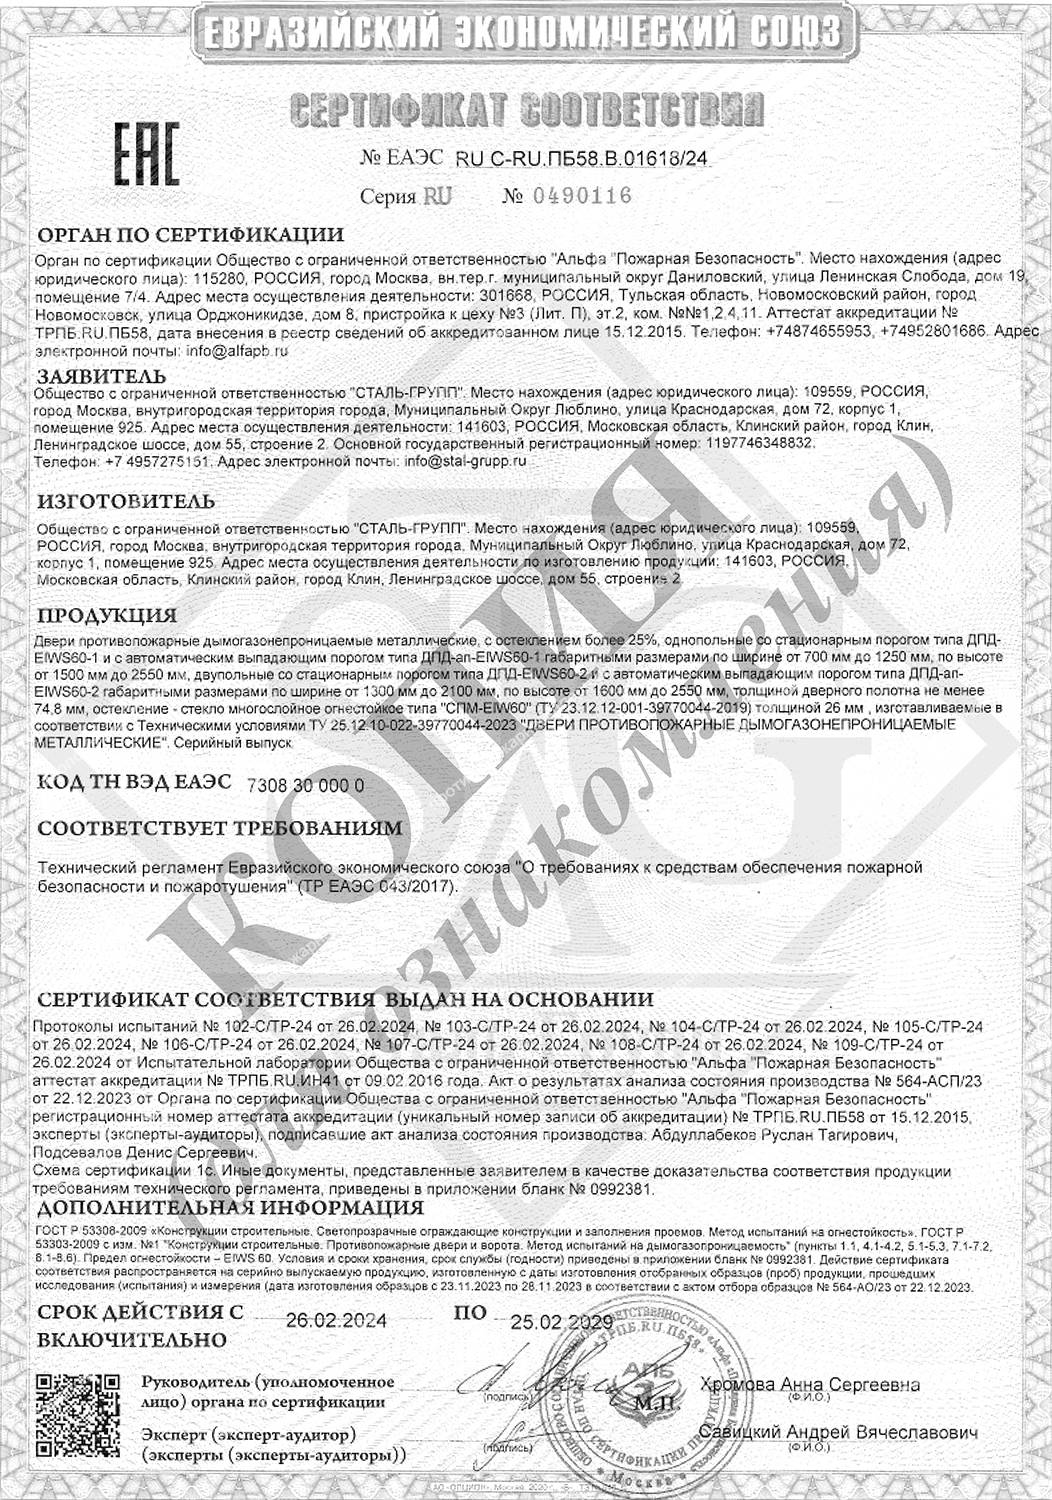 ЕВРАЗИЙСКИЙ ЭКОНОМИЧЕСКИЙ СОЮЗ
СЕРТИФИКАТ СООТВЕТСТВИЯ
ЕАС
№ ЕАЭС RU С-RU.ПБ58.В.01618/24
Серия RU № 0490116
ОРГАН ПО СЕРТИФИКАЦИИ
Орган по сертификации Общество с ограниченной ответственностью "Альфа "Пожарная Безопасность". Место нахождения (адрес
юридического лица): 115280, РОССИЯ, город Москва, вн.тер.г. муниципальный округ Даниловский, улица Ленинская Слобода, дом 19,
помещение 7/4. Адрес места осуществления деятельности: 301668, РОССИЯ, Тульская область, Новомосковский район, город
Новомосковск, улица Орджоникидзе, дом 8, пристройка к цеху №3 (Лит. П), эт.2, ком. №№1,2,4,11. Аттестат аккредитации №
ТРПБ.RU.ПБ58, дата внесения в реестр сведений об аккредитованном лице 15.12.2015. Телефон: +74874655953, +74952801686. Адрес
электронной почты: info@alfapb.ru
ЗАЯВИТЕЛЬ
Общество с ограниченной ответственностью "СТАЛЬ-ГРУПП". Место нахождения (адрес юридического лица): 109559, РОССИЯ,
город Москва, внутригородская территория города, Муниципальный Округ Люблино, улица Краснодарская, дом 72, корпус 1,
помещение 925. Адрес места осуществления деятельности: 141603, РОССИЯ, Московская область, Клинский район, город Клин,
Ленинградское шоссе, дом 55, строение 2. Основной государственный регистрационный номер: 1197746348832.
Телефон: +7 4957275151. Адрес электронной почты: info@stal-grupp.ru
ИЗГОТОВИТЕЛЬ
Общество с ограниченной ответственностью "СТАЛЬ-ГРУПП". Место нахождения (адрес юридического лица): 109559,
РОССИЯ, город Москва, внутригородская территория города, Муниципальный Округ Люблино, улица Краснодарская, дом 72,
корпус 1, помещение 925. Адрес места осуществления деятельности по изготовлению продукции: 141603, РОССИЯ,
Московская область, Клинский район, город Клин, Ленинградское шоссе, дом 55, строение 2.
ПРОДУКЦИЯ
Двери противопожарные дымогазонепроницаемые металлические, с остеклением более 25%, однопольные со стационарным порогом типа ДПД-
EIWS60-1 и с автоматическим выпадающим порогом типа ДПД-ап-EIWS60-1 габаритными размерами по ширине от 700 мм до 1250 мм, по высоте
от 1500 мм до 2550 мм, двупольные со стационарным порогом типа ДПД-EIWS60-2 и с автоматическим выпадающим порогом типа ДПД-ап-
EIWS60-2 габаритными размерами по ширине от 1300 мм до 2100 мм, по высоте от 1600 мм до 2550 мм, толщиной дверного полотна не менее
74,8 мм, остекление - стекло многослойное огнестойкое типа "СПМ-EIW60" (ТУ 23.12.12-001-39770044-2019) толщиной 26 мм , изготавливаемые в
соответствии с Техническими условиями ТУ 25.12.10-022-39770044-2023 "ДВЕРИ ПРОТИВОПОЖАРНЫЕ ДЫМОГАЗОНЕПРОНИЦАЕМЫЕ
МЕТАЛЛИЧЕСКИЕ". Серийный выпуск
КОД ТН ВЭД ЕАЭС 7308 30 000 0
СООТВЕТСТВУЕТ ТРЕБОВАНИЯМ
Технический регламент Евразийского экономического союза "О требованиях к средствам обеспечения пожарной
безопасности и пожаротушения" (ТР ЕАЭС 043/2017).
КОПИЯ
(для ознакомления)
СЕРТИФИКАТ СООТВЕТСТВИЯ ВЫДАН НА ОСНОВАНИИ
Протоколы испытаний № 102-С/ТР-24 от 26.02.2024, № 103-С/ТР-24 от 26.02.2024, № 104-С/ТР-24 от 26.02.2024, № 105-С/ТР-24
от 26.02.2024, № 106-С/ТР-24 от 26.02.2024, № 107-С/ТР-24 от 26.02.2024, № 108-С/ТР-24 от 26.02.2024, № 109-С/ТР-24 от
26.02.2024 от Испытательной лаборатории Общества с ограниченной ответственностью "Альфа "Пожарная Безопасность"
аттестат аккредитации № ТРПБ.RU.ИН41 от 09.02.2016 года. Акт о результатах анализа состояния производства № 564-АСП/23
от 22.12.2023 от Органа по сертификации Общества с ограниченной ответственностью "Альфа "Пожарная Безопасность"
регистрационный номер аттестата аккредитации (уникальный номер записи об аккредитации) № ТРПБ.RU.ПБ58 от 15.12.2015,
эксперты (эксперты-аудиторы), подписавшие акт анализа состояния производства: Абдуллабеков Руслан Тагирович,
Подсевалов Денис Сергеевич.
Схема сертификации 1с. Иные документы, представленные заявителем в качестве доказательства соответствия продукции
требованиям технического регламента, приведены в приложении бланк № 0992381.
ДОПОЛНИТЕЛЬНАЯ ИНФОРМАЦИЯ
ГОСТ Р 53308-2009 «Конструкции строительные. Светопрозрачные ограждающие конструкции и заполнения проемов. Метод испытаний на огнестойкость». ГОСТ Р
53303-2009 с изм. №1 "Конструкции строительные. Противопожарные двери и ворота. Метод испытаний на дымогазопроницаемость" (пункты 1.1, 4.1-4.2, 5.1-5.3, 7.1-7.2,
8.1-8.6). Предел огнестойкости – EIWS 60. Условия и сроки хранения, срок службы (годности) приведены в приложении бланк № 0992381. Действие сертификата
соответствия распространяется на серийно выпускаемую продукцию, изготовленную с даты изготовления отобранных образцов (проб) продукции, прошедших
исследования (испытания) и измерения (дата изготовления образцов с 23.11.2023 по 28.11.2023 в соответствии с актом отбора образцов № 564-АО/23 от 22.12.2023.
СРОК ДЕЙСТВИЯ С 26.02.2024 ПО 25.02.2029
ВКЛЮЧИТЕЛЬНО
Руководитель (уполномоченное
лицо) органа по сертификации
(подпись)
М.П.
Хромова Анна Сергеевна
(Ф.И.О.)
Эксперт (эксперт-аудитор)
(эксперты (эксперты-аудиторы))
(подпись)
Савицкий Андрей Вячеславович
(Ф.И.О.)
ТРПБ.RU.ПБ58
АПБ
ОРГАН ПО СЕРТИФИКАЦИИ ПРОДУКЦИИ
Москва